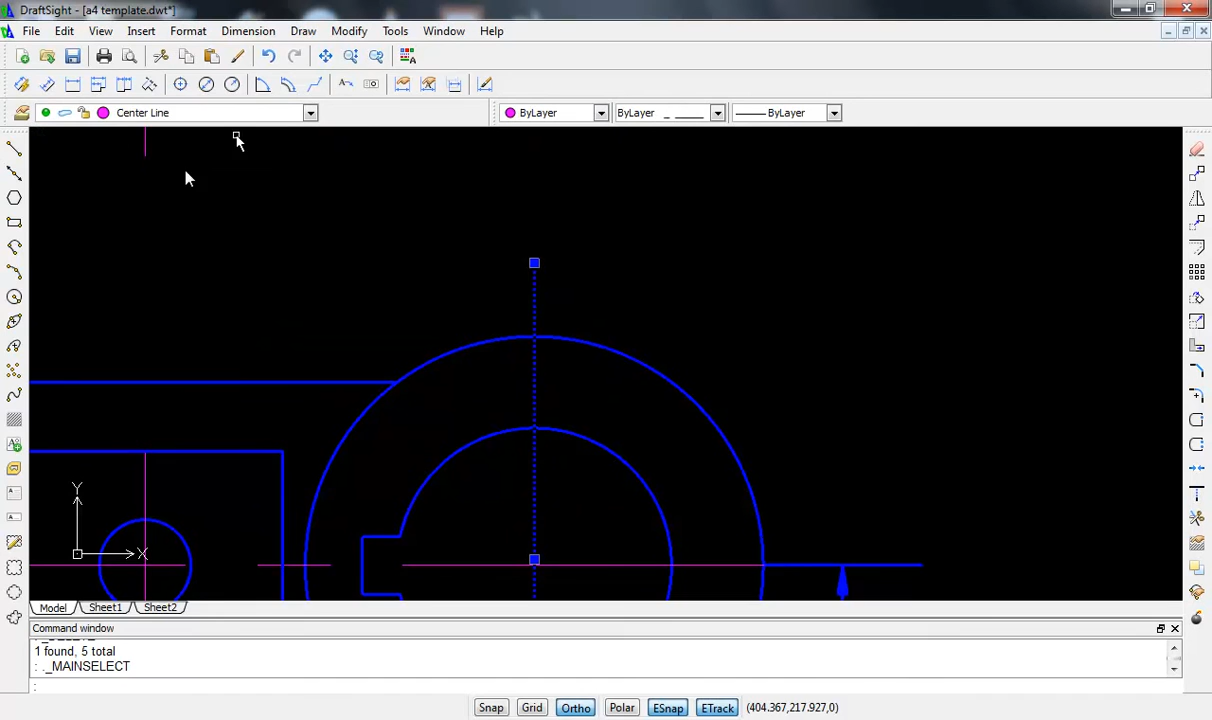 DraftSight - [a4 template.dwt*]
File Edit View Insert Format Dimension Draw Modify Tools Window Help
Center Line ByLayer ByLayer ByLayer
Y
X
Model Sheet1 Sheet2
Command window
1 found, 5 total
: ._MAINSELECT
:
Snap Grid Ortho Polar ESnap ETrack (404.367,217.927,0)